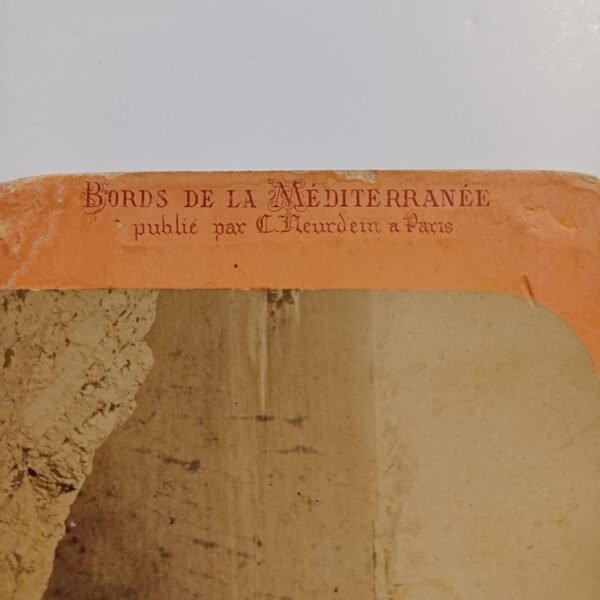 BORDS DE LA MÉDITERRANÉE
publié par C. Neurdein a Paris